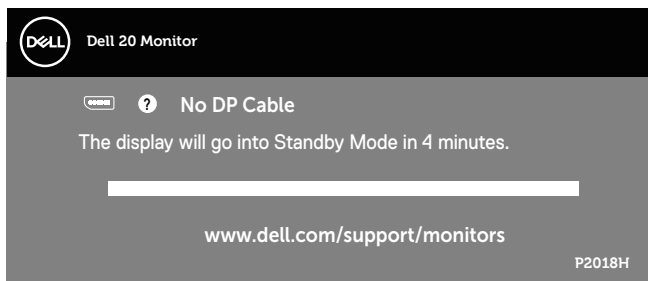 DELL
Dell 20 Monitor
? No DP Cable
The display will go into Standby Mode in 4 minutes.
www.dell.com/support/monitors
P2018H